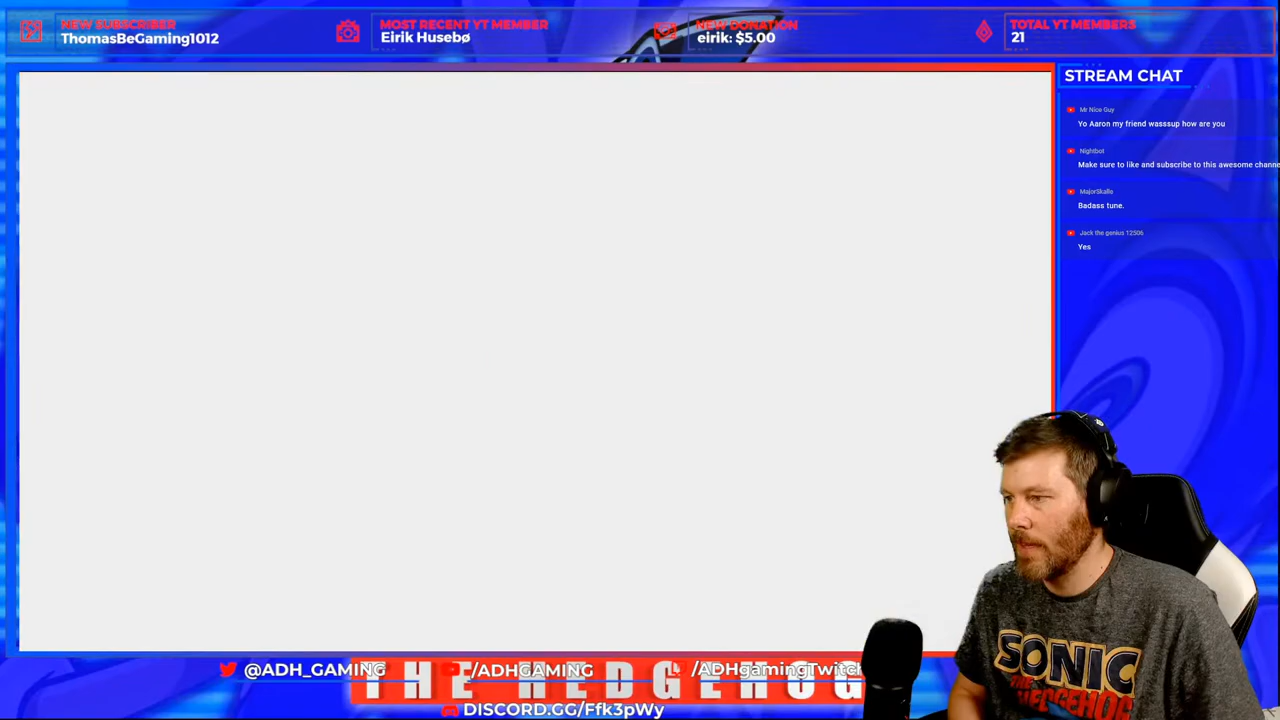 NEW SUBSCRIBER
ThomasBeGaming1012
MOST RECENT YT MEMBER
Eirik Husebø
NEW DONATION
eirik: $5.00
TOTAL YT MEMBERS
21
STREAM CHAT
Mr Nice Guy
Yo Aaron my friend wasssup how are you
Nightbot
Make sure to like and subscribe to this awesome channe
MajorSkalle
Badass tune.
Jack the genius 12506
Yes
SONIC
THE
HEDGEHOG
@ADH_GAMING
/ADHGAMING
/ADHgamingTwitch
THE HEDGEHOG
DISCORD.GG/Ffk3pWy